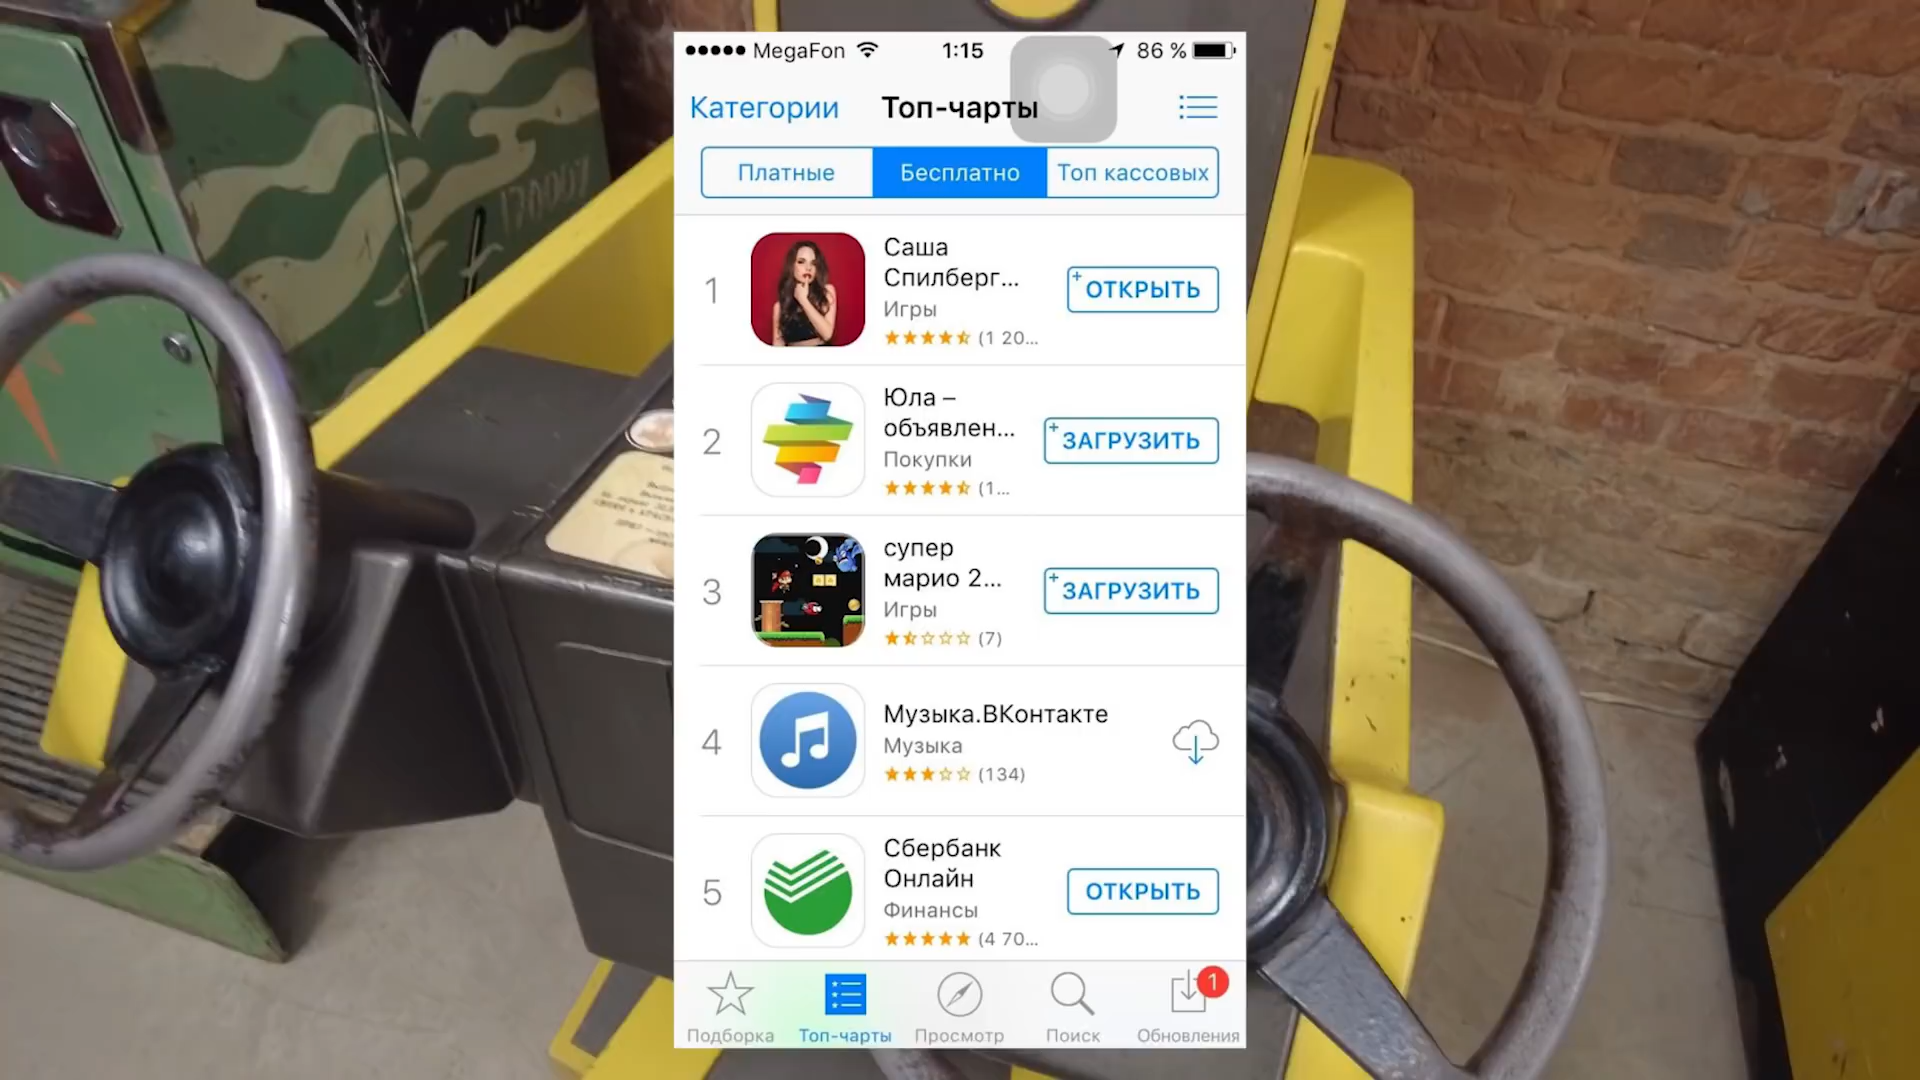 MegaFon
1:15
86 %
Категории
Топ-чарты
Платные
Бесплатно
Топ кассовых
1
Саша
Спилберг...
Игры
(1 20...
ОТКРЫТЬ
2
Юла –
объявлен...
Покупки
(1...
ЗАГРУЗИТЬ
3
супер
марио 2...
Игры
(7)
ЗАГРУЗИТЬ
4
Музыка.ВКонтакте
Музыка
(134)
5
Сбербанк
Онлайн
Финансы
(4 70...
ОТКРЫТЬ
Подборка
Топ-чарты
Просмотр
Поиск
Обновления
1